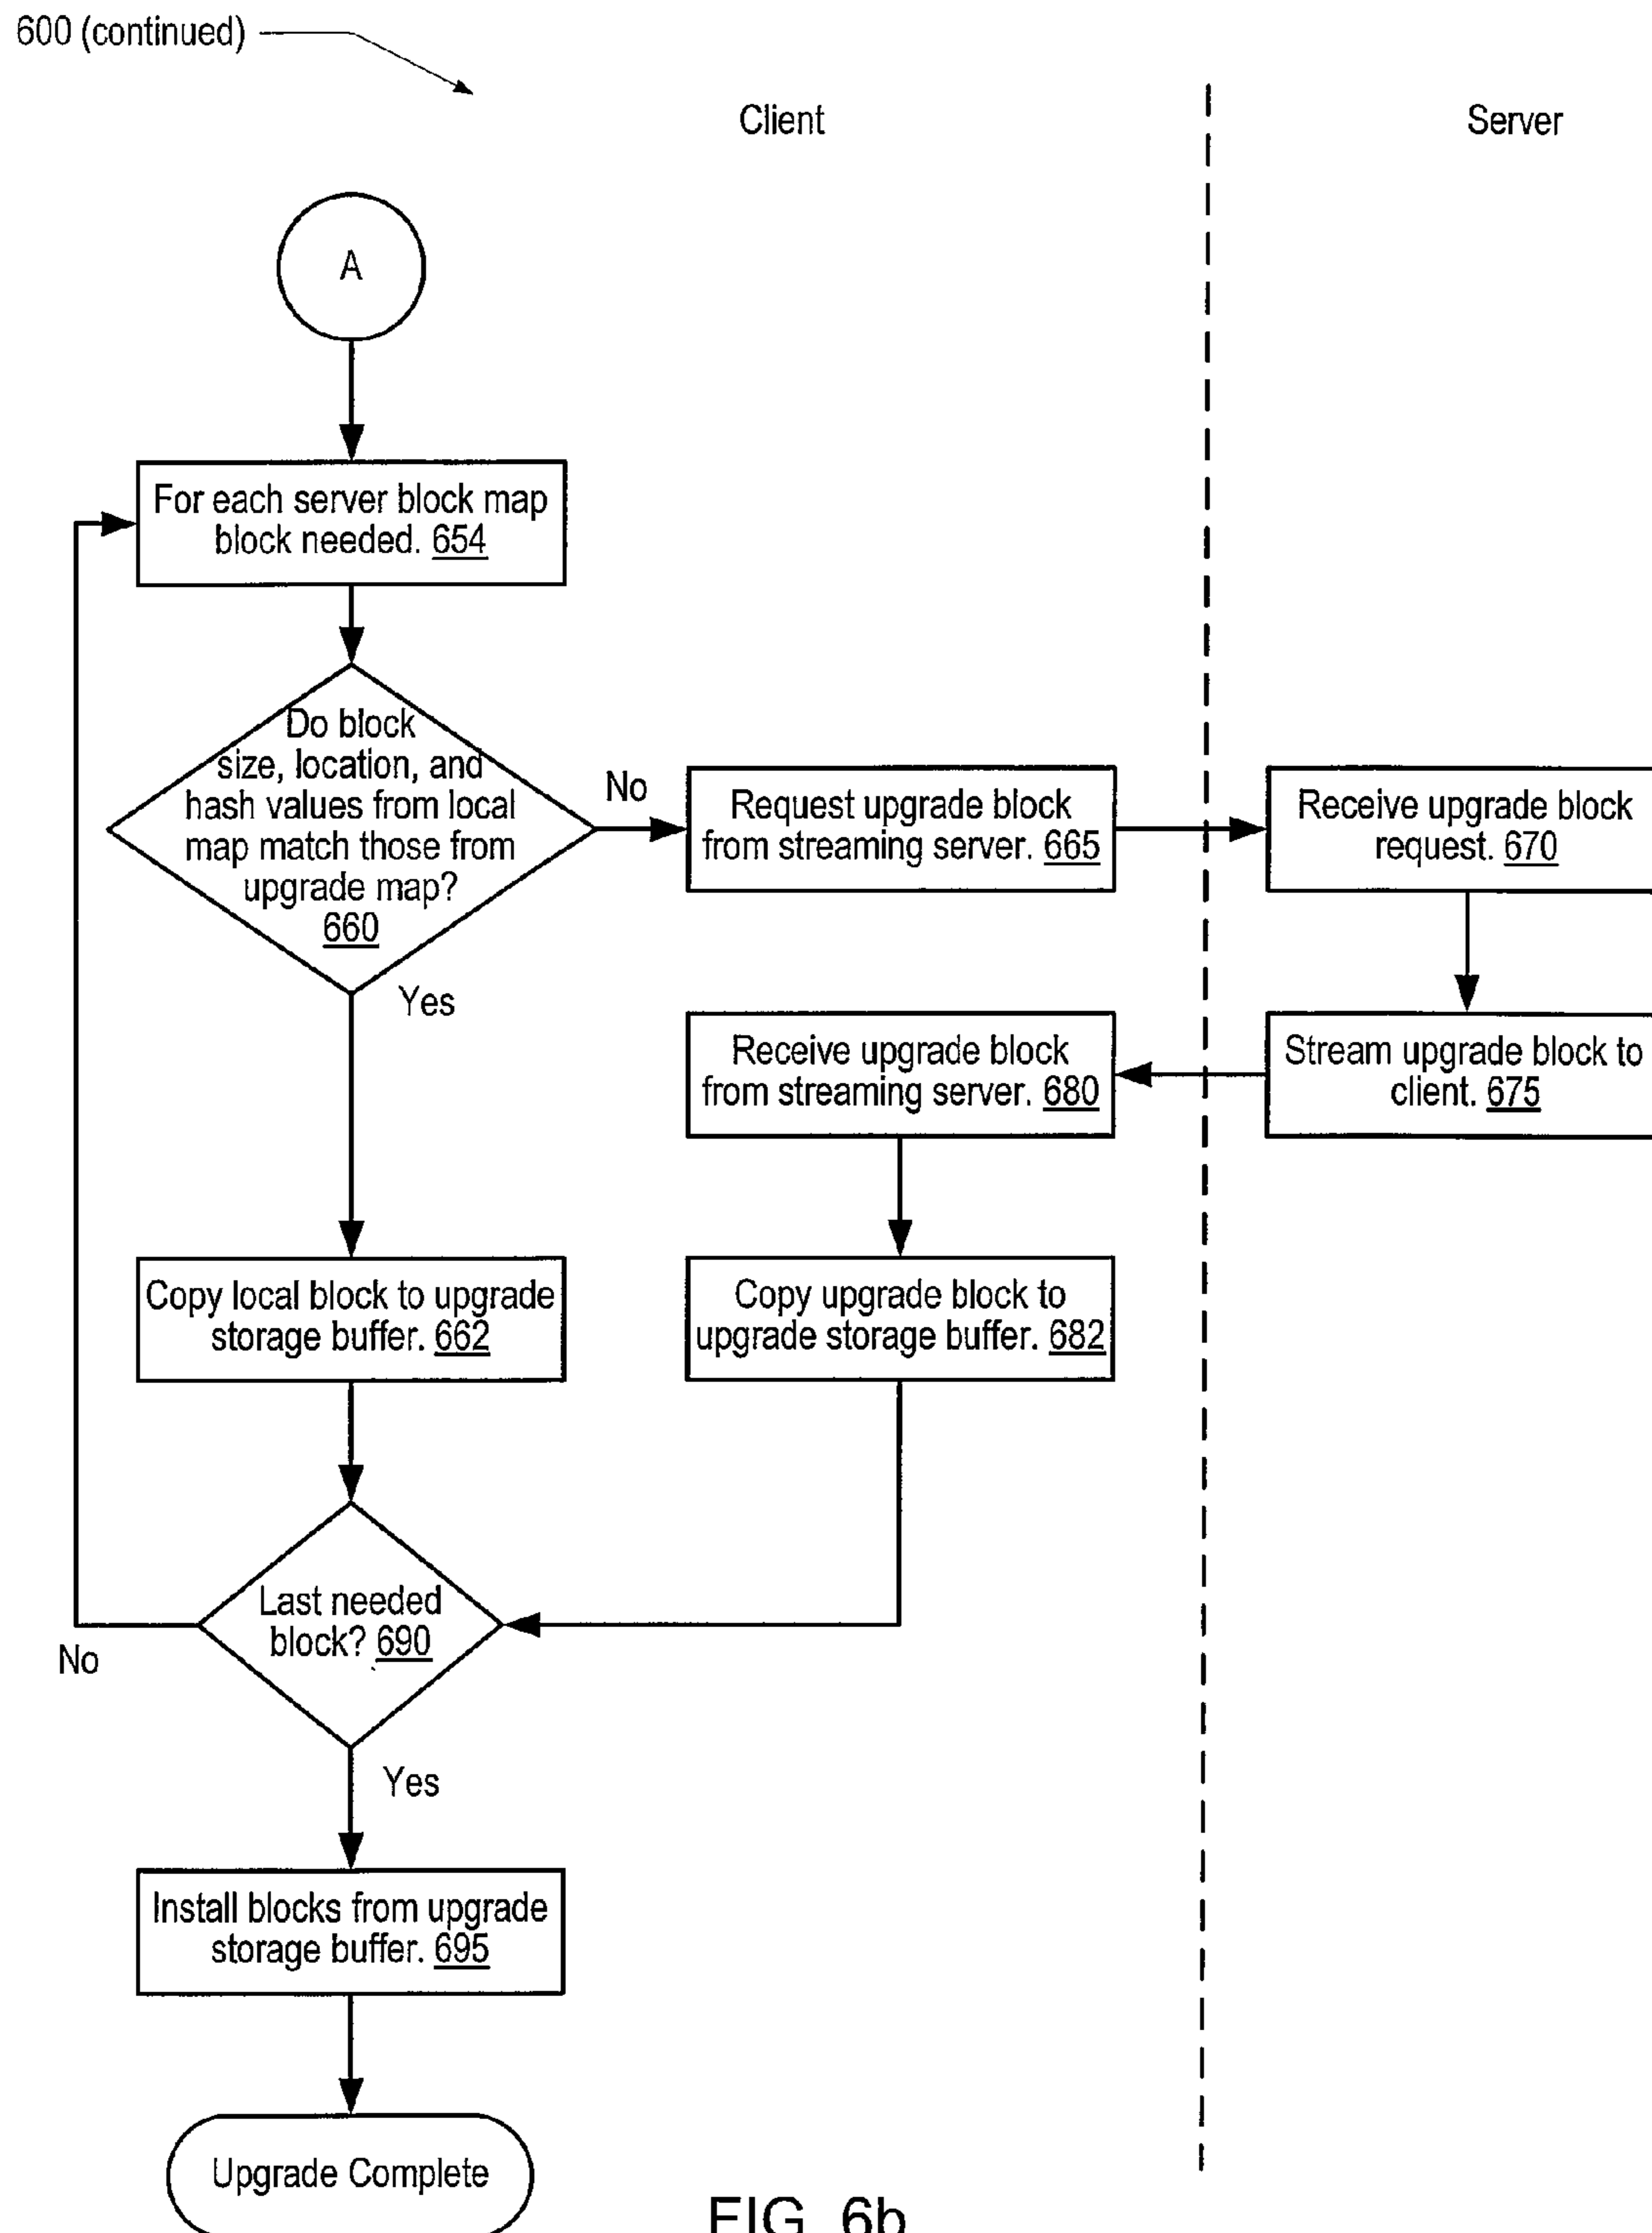 600 (continued)
Client
Server
A
For each server block map
block needed. 654
Do block
size, location, and
hash values from local
map match those from
upgrade map?
660
No
Request upgrade block
from streaming server. 665
Receive upgrade block
request. 670
Yes
Receive upgrade block
from streaming server. 680
Stream upgrade block to
client. 675
Copy local block to upgrade
storage buffer. 662
Copy upgrade block to
upgrade storage buffer. 682
Last needed
block? 690
No
Yes
Install blocks from upgrade
storage buffer. 695
Upgrade Complete
FIG. 6b